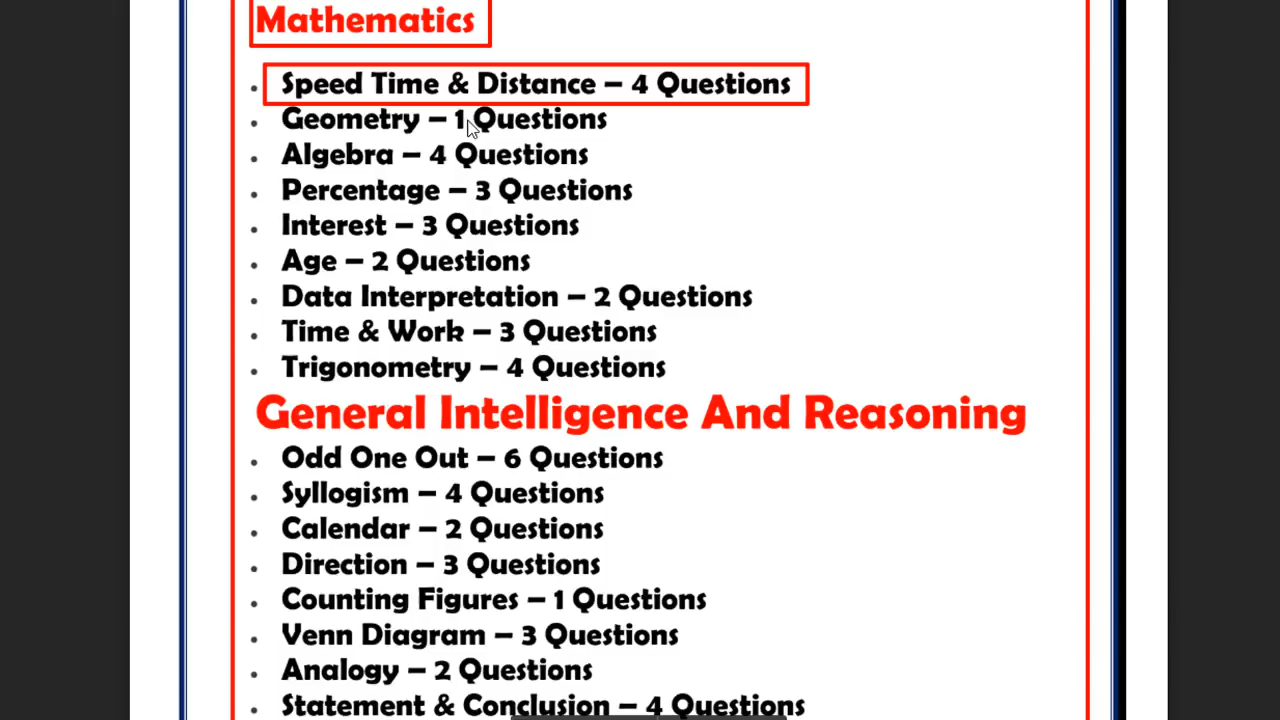 Mathematics
Speed Time & Distance – 4 Questions
Geometry – 1 Questions
Algebra – 4 Questions
Percentage – 3 Questions
Interest – 3 Questions
Age – 2 Questions
Data Interpretation – 2 Questions
Time & Work – 3 Questions
Trigonometry – 4 Questions
General Intelligence And Reasoning
Odd One Out – 6 Questions
Syllogism – 4 Questions
Calendar – 2 Questions
Direction – 3 Questions
Counting Figures – 1 Questions
Venn Diagram – 3 Questions
Analogy – 2 Questions
Statement & Conclusion – 4 Questions